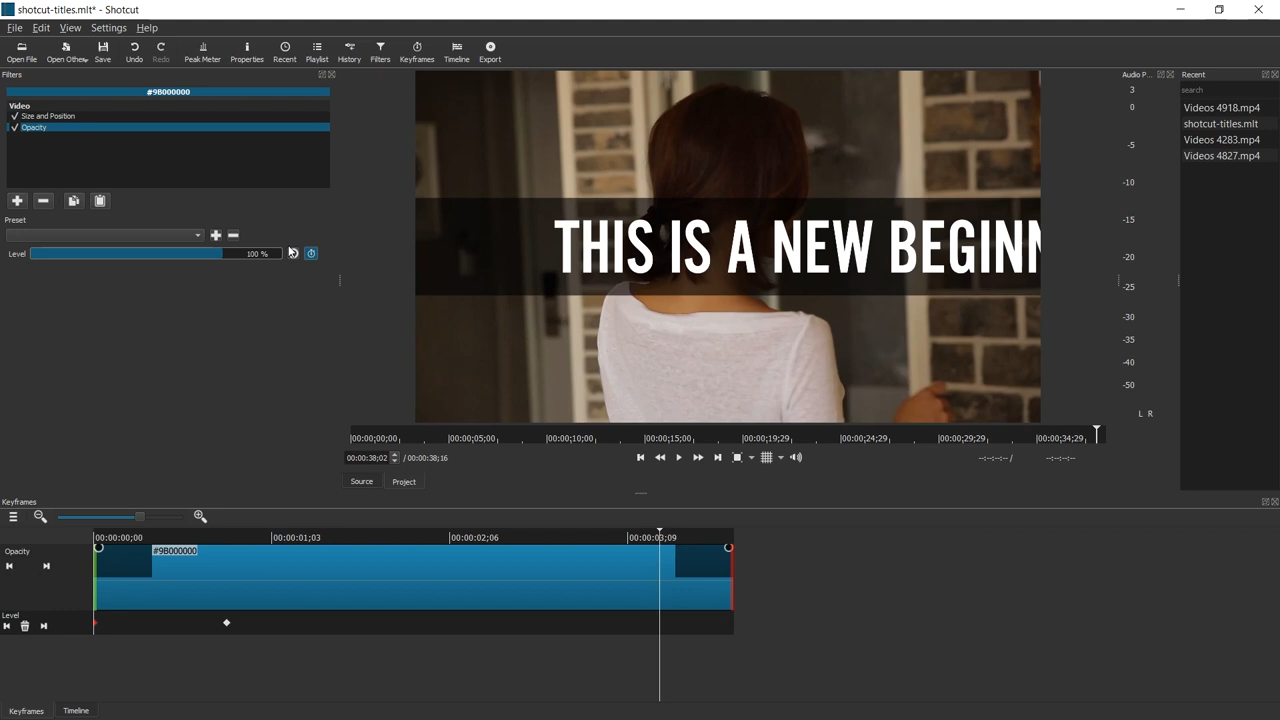 shotcut-titles.mlt* - Shotcut
File Edit View Settings Help
Open File Open Other Save Undo Redo Peak Meter Properties Recent Playlist History Filters Keyframes Timeline Export
Filters
#9B000000
Video
Size and Position
Opacity
Preset
Level 100 %
THIS IS A NEW BEGINN
Audio P...
3
0
-5
-10
-15
-20
-25
-30
-35
-40
-50
L R
Recent
search
Videos 4918.mp4
shotcut-titles.mlt
Videos 4283.mp4
Videos 4827.mp4
00:00:00;00 00:00:05;00 00:00:10;00 00:00:15;00 00:00:19;29 00:00:24;29 00:00:29;29 00:00:34;29
00:00:38;02 / 00:00:38;16
--:--:--:-- / --:--:--:--
Source Project
Keyframes
00:00:00;00 00:00:01;03 00:00:02;06 00:00:03;09
Opacity
#9B000000
Level
Keyframes Timeline